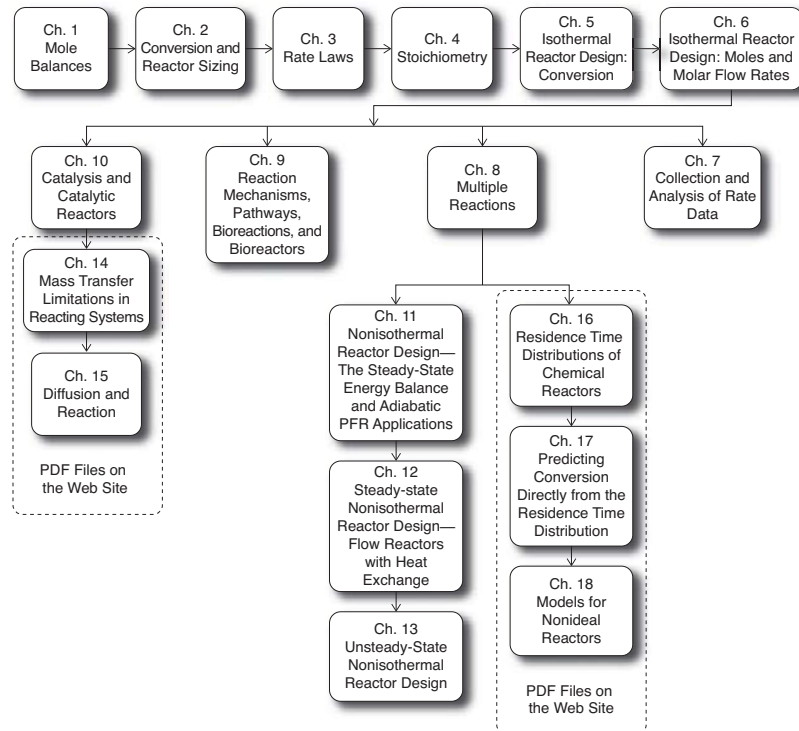 Ch. 1
Mole
Balances
Ch. 2
Conversion and
Reactor Sizing
Ch. 3
Rate Laws
Ch. 4
Stoichiometry
Ch. 5
Isothermal
Reactor Design:
Conversion
Ch. 6
Isothermal Reactor
Design: Moles and
Molar Flow Rates
Ch. 10
Catalysis and
Catalytic
Reactors
Ch. 9
Reaction
Mechanisms,
Pathways,
Bioreactions, and
Bioreactors
Ch. 8
Multiple
Reactions
Ch. 7
Collection and
Analysis of Rate
Data
Ch. 14
Mass Transfer
Limitations in
Reacting Systems
Ch. 15
Diffusion and
Reaction
PDF Files on
the Web Site
Ch. 11
Nonisothermal
Reactor Design—
The Steady-State
Energy Balance
and Adiabatic
PFR Applications
Ch. 12
Steady-state
Nonisothermal
Reactor Design—
Flow Reactors
with Heat
Exchange
Ch. 13
Unsteady-State
Nonisothermal
Reactor Design
Ch. 16
Residence Time
Distributions of
Chemical
Reactors
Ch. 17
Predicting
Conversion
Directly from the
Residence Time
Distribution
Ch. 18
Models for
Nonideal
Reactors
PDF Files on
the Web Site